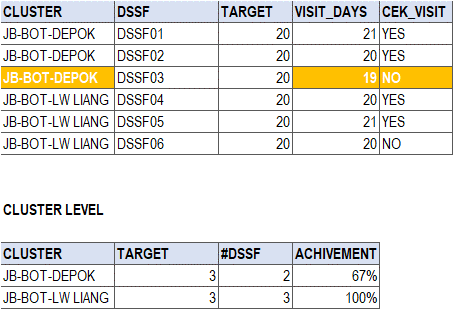 CLUSTER DSSF TARGET VISIT_DAYS CEK_VISIT
JB-BOT-DEPOK DSSF01 20 21 YES
JB-BOT-DEPOK DSSF02 20 20 YES
JB-BOT-DEPOK DSSF03 20 19 NO
JB-BOT-LW LIANG DSSF04 20 20 YES
JB-BOT-LW LIANG DSSF05 20 21 YES
JB-BOT-LW LIANG DSSF06 20 20 NO
CLUSTER LEVEL
CLUSTER TARGET #DSSF ACHIVEMENT
JB-BOT-DEPOK 3 2 67%
JB-BOT-LW LIANG 3 3 100%